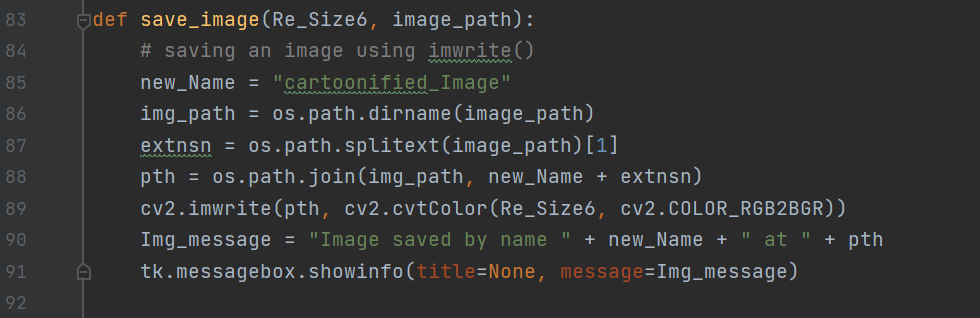 83 def save_image(Re_Size6, image_path):
84     # saving an image using imwrite()
85     new_Name = "cartoonified_Image"
86     img_path = os.path.dirname(image_path)
87     extnsn = os.path.splitext(image_path)[1]
88     pth = os.path.join(img_path, new_Name + extnsn)
89     cv2.imwrite(pth, cv2.cvtColor(Re_Size6, cv2.COLOR_RGB2BGR))
90     Img_message = "Image saved by name " + new_Name + " at " + pth
91     tk.messagebox.showinfo(title=None, message=Img_message)
92